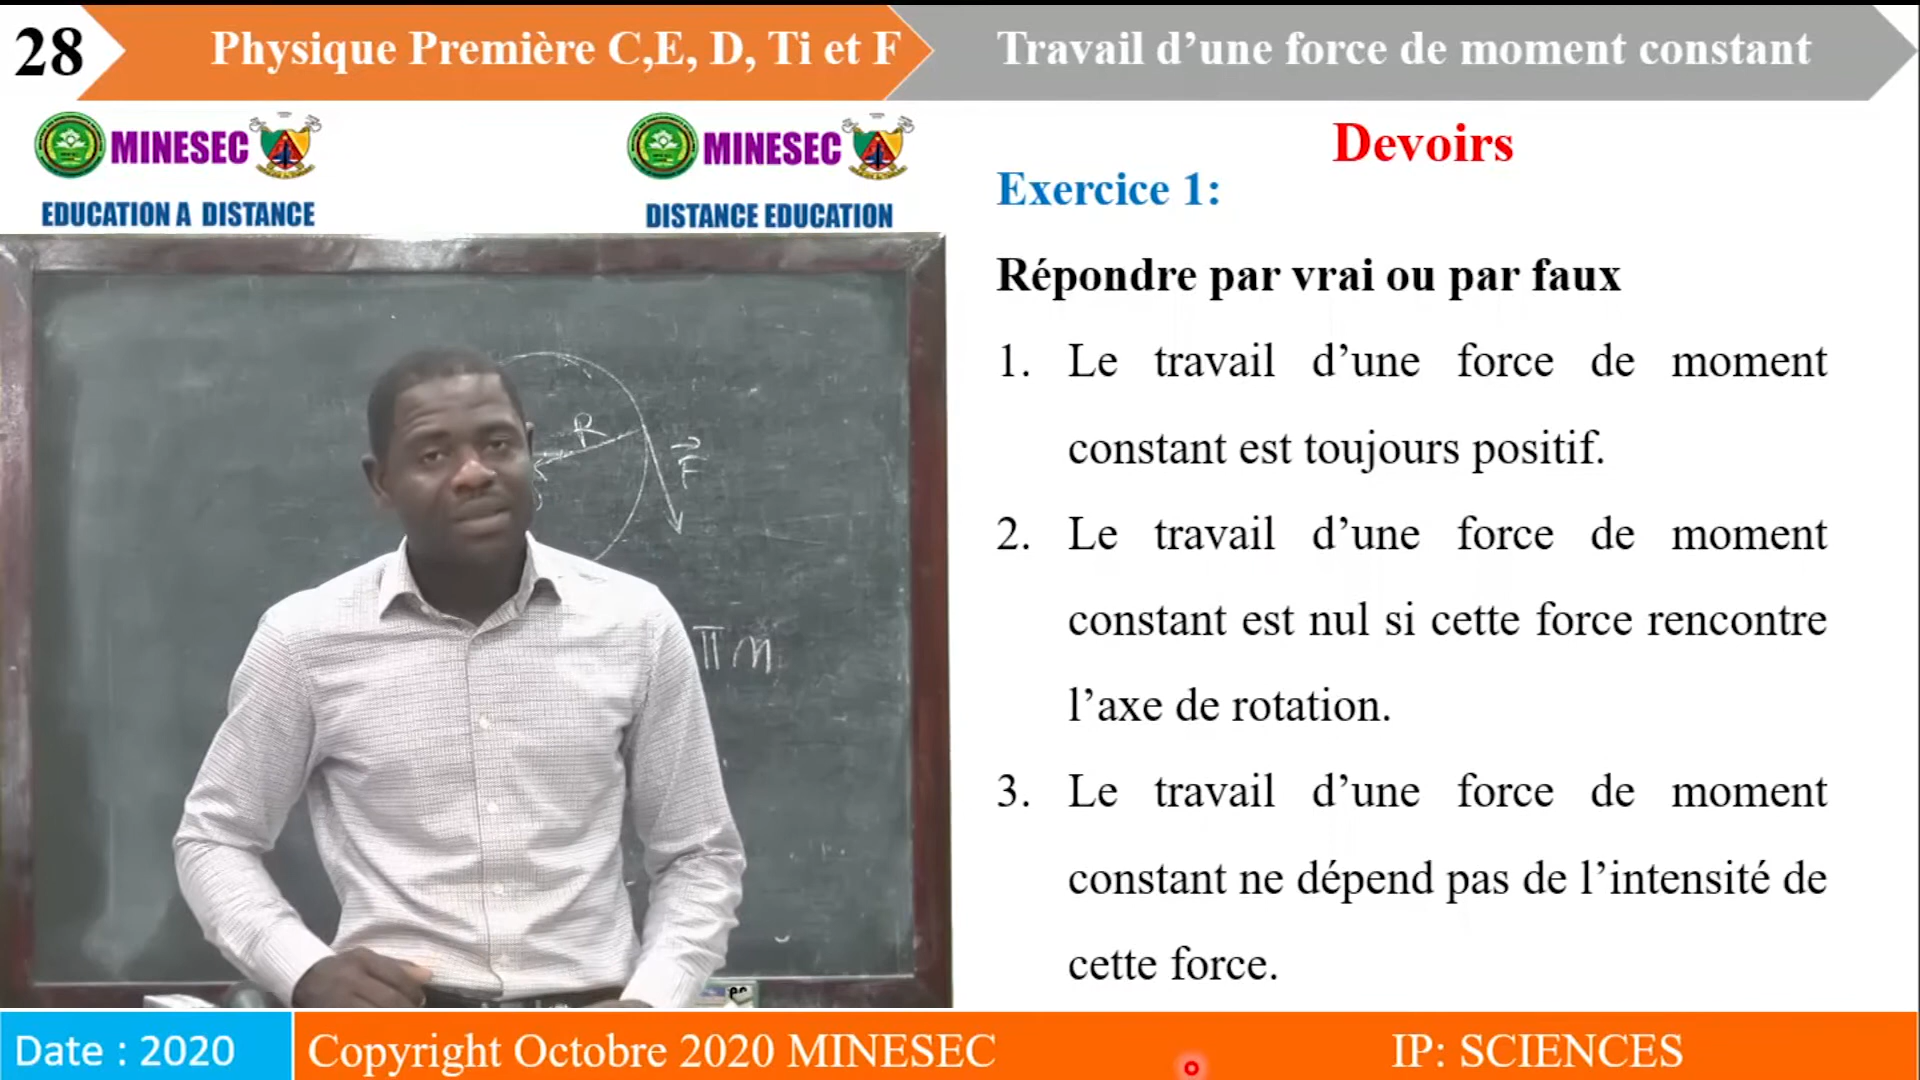 28
Physique Première C,E, D, Ti et F
Travail d’une force de moment constant
MINESEC
EDUCATION A DISTANCE
MINESEC
DISTANCE EDUCATION
R
F
π m
Devoirs
Exercice 1:
Répondre par vrai ou par faux
1. Le travail d’une force de moment
constant est toujours positif.
2. Le travail d’une force de moment
constant est nul si cette force rencontre
l’axe de rotation.
3. Le travail d’une force de moment
constant ne dépend pas de l’intensité de
cette force.
Date : 2020
Copyright Octobre 2020 MINESEC
IP: SCIENCES